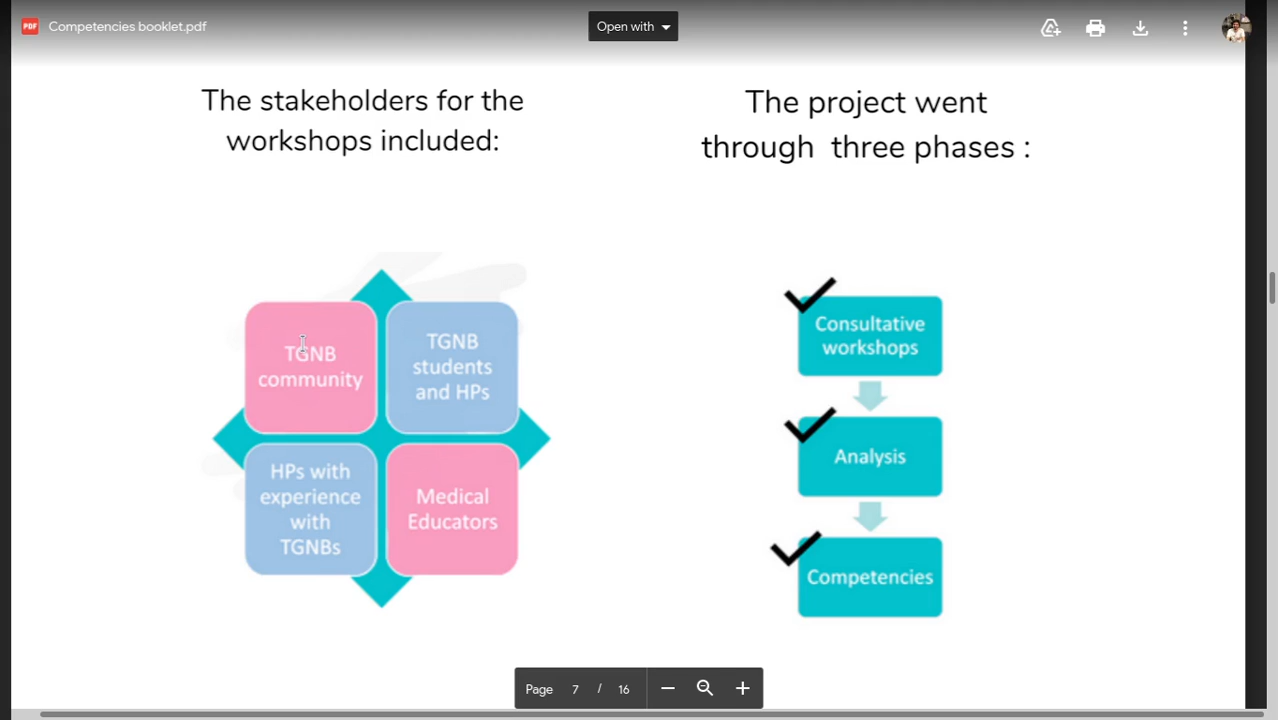 PDF
Competencies booklet.pdf
Open with
The stakeholders for the
workshops included:
TGNB
community
TGNB
students
and HPs
HPs with
experience
with
TGNBs
Medical
Educators
The project went
through three phases :
Consultative
workshops
Analysis
Competencies
Page 7 / 16